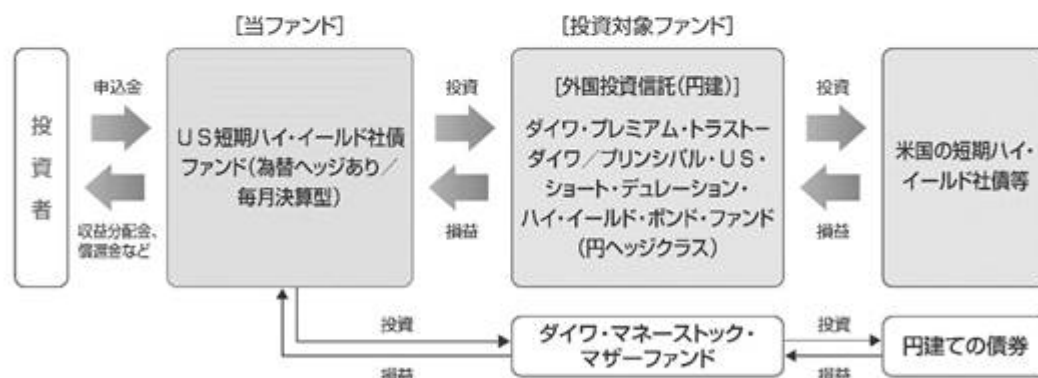 [当ファンド]
[投資対象ファンド]
投資者
申込金
収益分配金、
償還金など
US短期ハイ・イールド社債
ファンド(為替ヘッジあり/
毎月決算型)
投資
損益
[外国投資信託(円建)]
ダイワ・プレミアム・トラスト－
ダイワ/プリンシパル・US・
ショート・デュレーション・
ハイ・イールド・ボンド・ファンド
(円ヘッジクラス)
投資
損益
米国の短期ハイ・
イールド社債等
投資
損益
ダイワ・マネーストック・
マザーファンド
投資
損益
円建ての債券